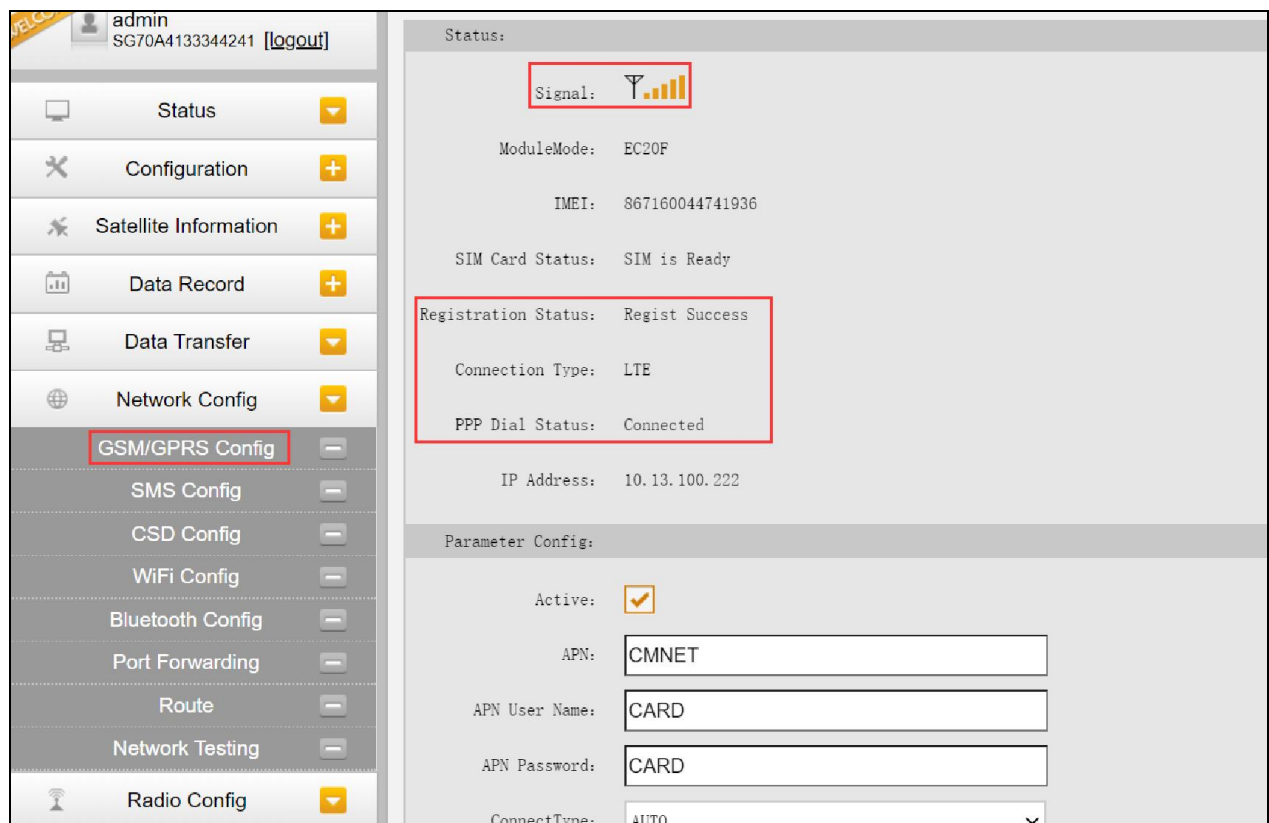 VELCO
admin
SG70A4133344241 [logout]
Status
Configuration
Satellite Information
Data Record
Data Transfer
Network Config
GSM/GPRS Config
SMS Config
CSD Config
WiFi Config
Bluetooth Config
Port Forwarding
Route
Network Testing
Radio Config
Status:
Signal:
ModuleMode: EC20F
IMEI: 867160044741936
SIM Card Status: SIM is Ready
Registration Status: Regist Success
Connection Type: LTE
PPP Dial Status: Connected
IP Address: 10.13.100.222
Parameter Config:
Active:
APN: CMNET
APN User Name: CARD
APN Password: CARD
ConnectType: AUTO